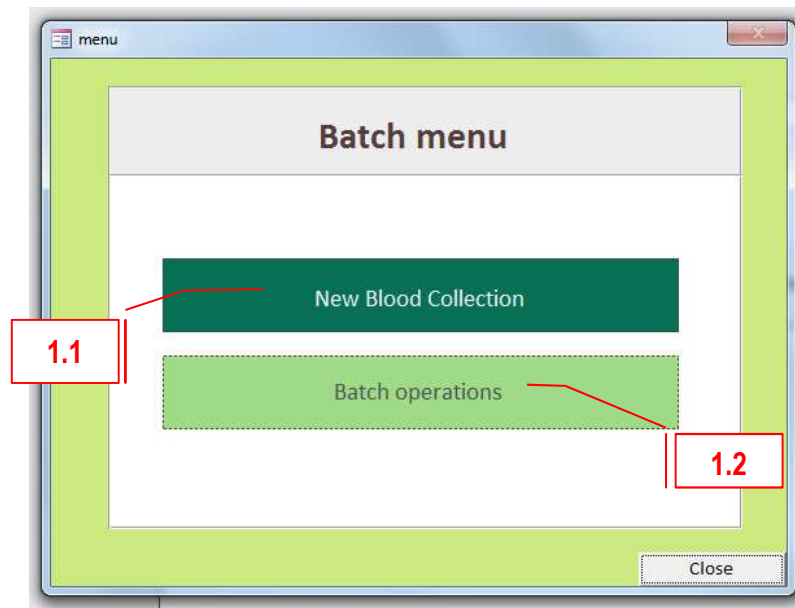 menu
Batch menu
New Blood Collection
1.1
Batch operations
1.2
Close